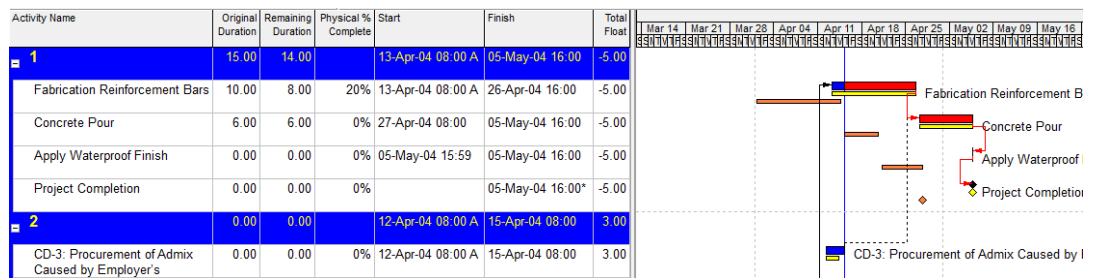 Activity Name Original Remaining Physical % Start Finish Total
Duration Duration Complete Float
Mar 14 Mar 21 Mar 28 Apr 04 Apr 11 Apr 18 Apr 25 May 02 May 09 May 16
1 15.00 14.00 13-Apr-04 08:00 A 05-May-04 16:00 -5.00
Fabrication Reinforcement Bars 10.00 8.00 20% 13-Apr-04 08:00 A 26-Apr-04 16:00 -5.00 Fabrication Reinforcement B
Concrete Pour 6.00 6.00 0% 27-Apr-04 08:00 05-May-04 16:00 -5.00 Concrete Pour
Apply Waterproof Finish 0.00 0.00 0% 05-May-04 15:59 05-May-04 16:00 -5.00 Apply Waterproof
Project Completion 0.00 0.00 0% 05-May-04 16:00* -5.00 Project Completion
2 0.00 0.00 12-Apr-04 08:00 A 15-Apr-04 08:00 3.00
CD-3: Procurement of Admix 0.00 0.00 0% 12-Apr-04 08:00 A 15-Apr-04 08:00 3.00 CD-3: Procurement of Admix Caused by
Caused by Employer's